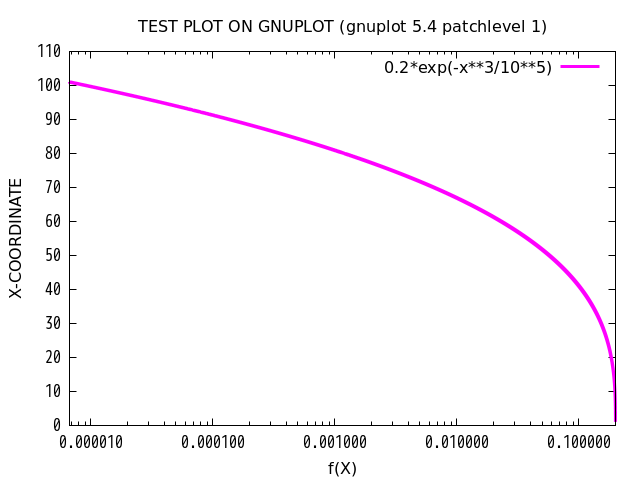 TEST PLOT ON GNUPLOT (gnuplot 5.4 patchlevel 1)
110
0.2*exp(-x**3/10**5)
100
90
80
70
60
50
40
30
20
10
0
X-COORDINATE
0.000010 0.000100 0.001000 0.010000 0.100000
f(X)